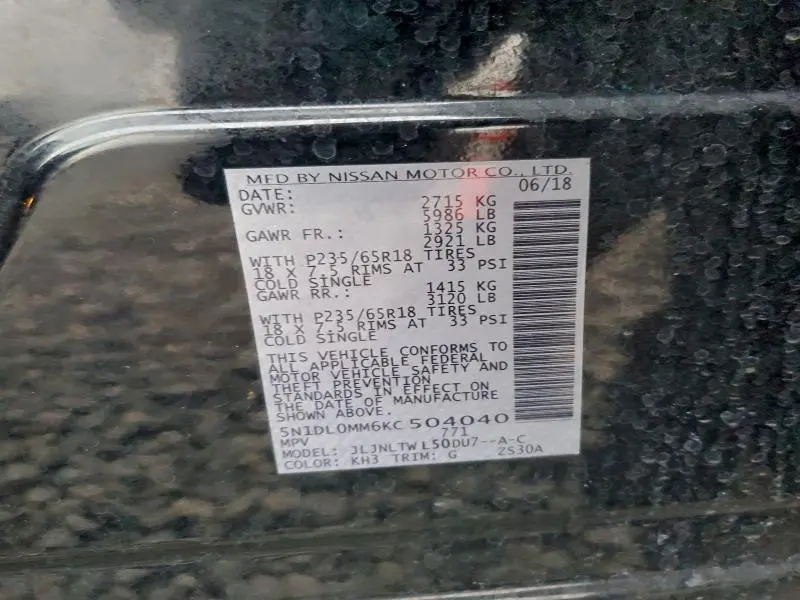 MFD BY NISSAN MOTOR CO., LTD.
DATE: 06/18
GVWR: 2715 KG
5986 LB
GAWR FR.: 1325 KG
2921 LB
WITH P235/65R18 TIRES
18 X 7.5 RIMS AT 33 PSI
COLD SINGLE
GAWR RR.: 1415 KG
3120 LB
WITH P235/65R18 TIRES
18 X 7.5 RIMS AT 33 PSI
COLD SINGLE
THIS VEHICLE CONFORMS TO
ALL APPLICABLE FEDERAL
MOTOR VEHICLE SAFETY AND
THEFT PREVENTION
STANDARDS IN EFFECT ON
THE DATE OF MANUFACTURE
SHOWN ABOVE.
5N1DL0MM6KC504040
MPV 771
MODEL: JLJNLTWL50DU7--A-C
COLOR: KH3 TRIM: G ZS30A